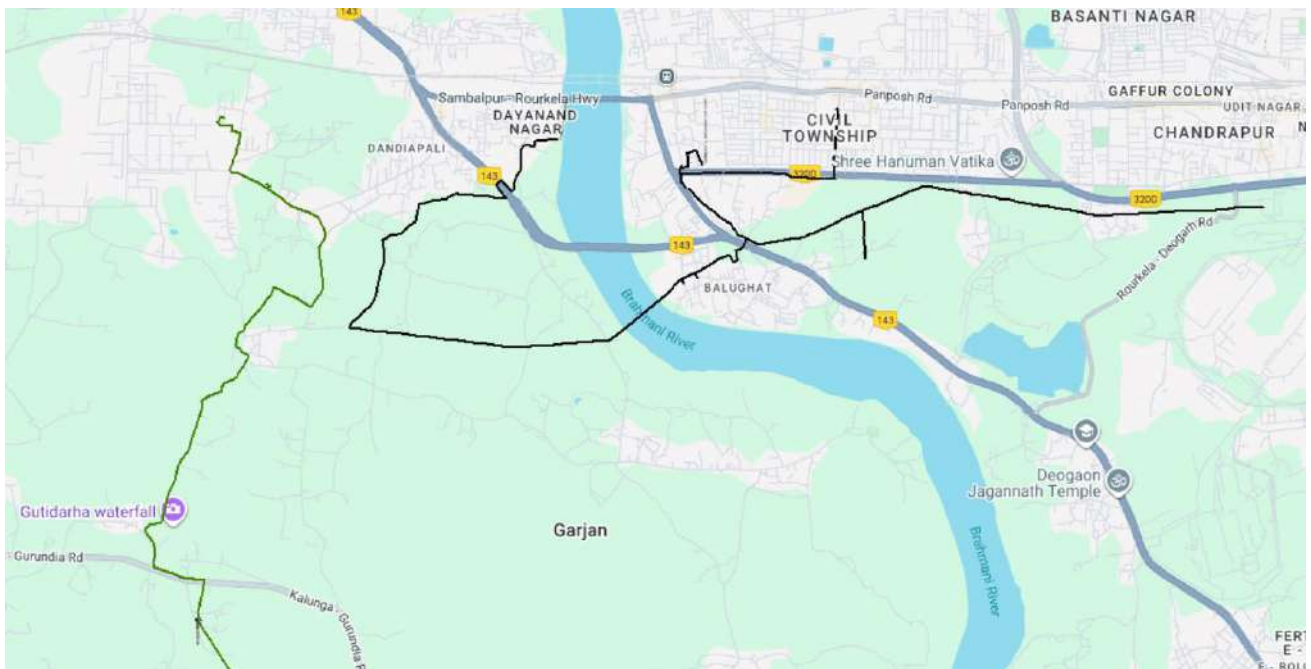 143
BASANTI NAGAR
GAFFUR COLONY
Sambalpur - Rourkela Hwy
Panposh Rd
Panposh Rd
UDIT NAGAR
DAYANAND
NAGAR
CIVIL
TOWNSHIP
CHANDRAPUR
N
DANDIAPALI
Shree Hanuman Vatika
143
3200
3200
143
Rourkela - Deogarh Rd
BALUGHAT
Brahmani River
143
Deogaon
Jagannath Temple
Gutidarha waterfall
Garjan
Brahmani River
Gurundia Rd
Kalunga - Gurundia R
FERT
E -